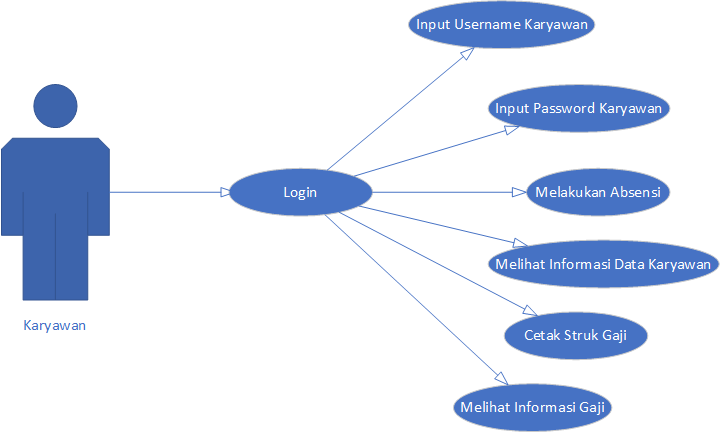 Input Username Karyawan
Input Password Karyawan
Login
Melakukan Absensi
Melihat Informasi Data Karyawan
Karyawan
Cetak Struk Gaji
Melihat Informasi Gaji